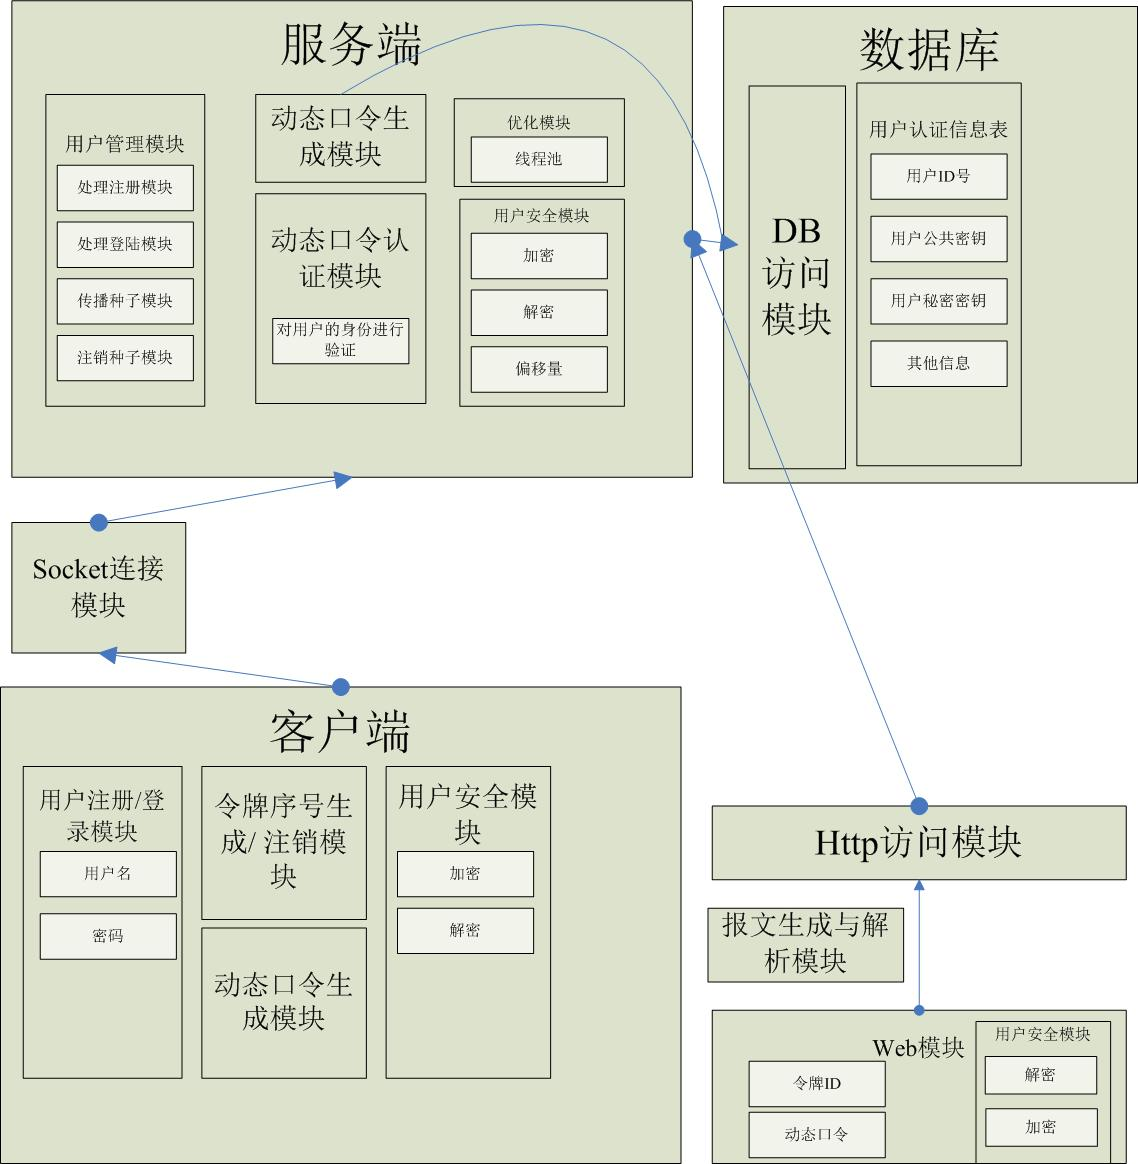 服务端
用户管理模块
处理注册模块
处理登陆模块
传播种子模块
注销种子模块
动态口令生
成模块
动态口令认
证模块
对用户的身份进行
验证
优化模块
线程池
用户安全模块
加密
解密
偏移量
数据库
DB
访问
模块
用户认证信息表
用户ID号
用户公共密钥
用户秘密密钥
其他信息
Socket连接
模块
客户端
用户注册/登
录模块
用户名
密码
令牌序号生
成/ 注销模
块
动态口令生
成模块
用户安全模
块
加密
解密
Http访问模块
报文生成与解
析模块
Web模块
令牌ID
动态口令
用户安全模块
解密
加密